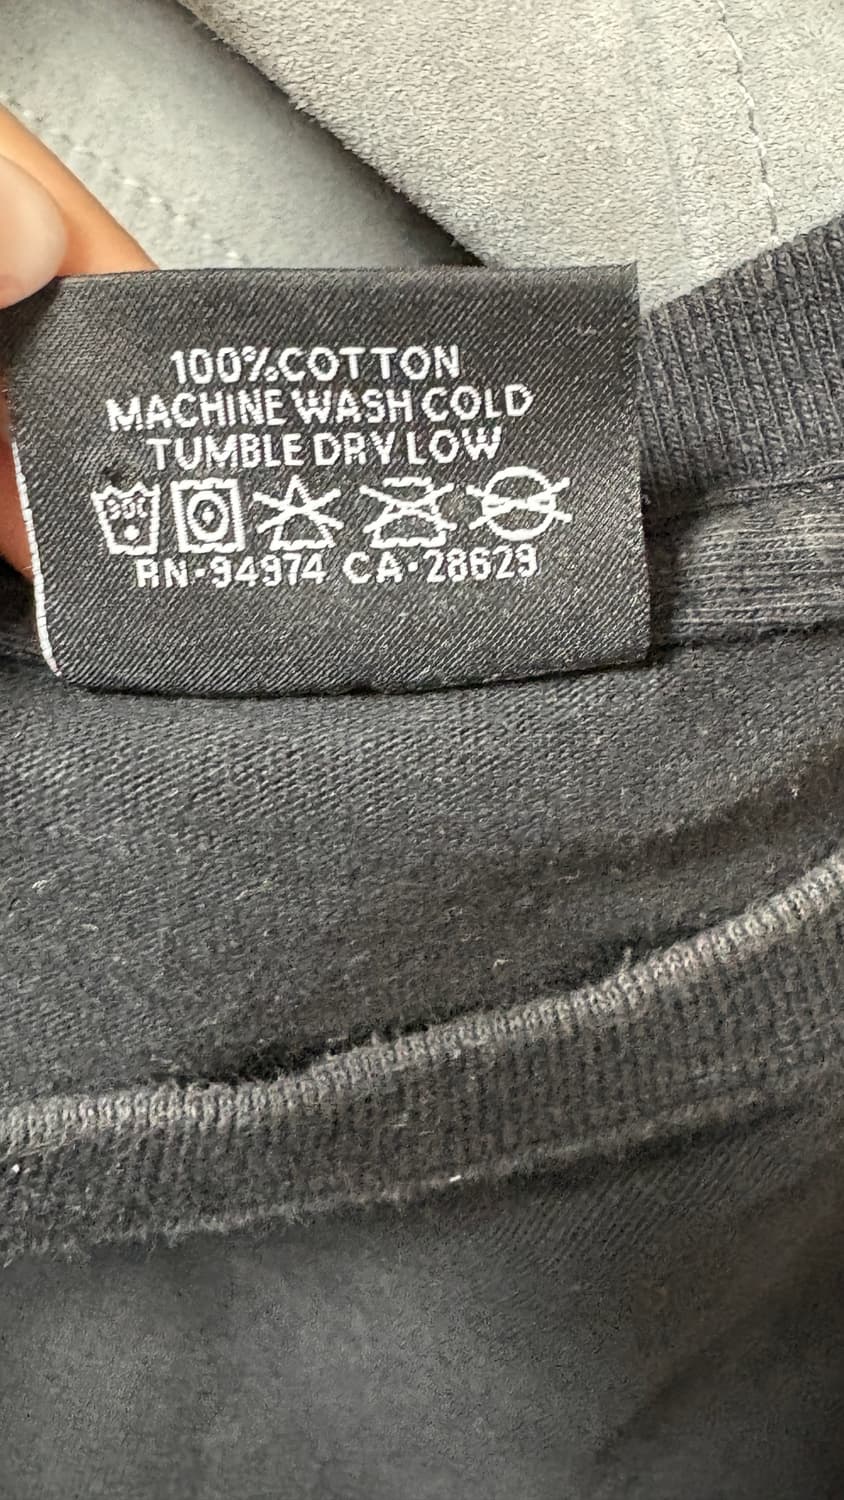 100%COTTON
MACHINE WASH COLD
TUMBLE DRY LOW
RN-94974 CA-28629